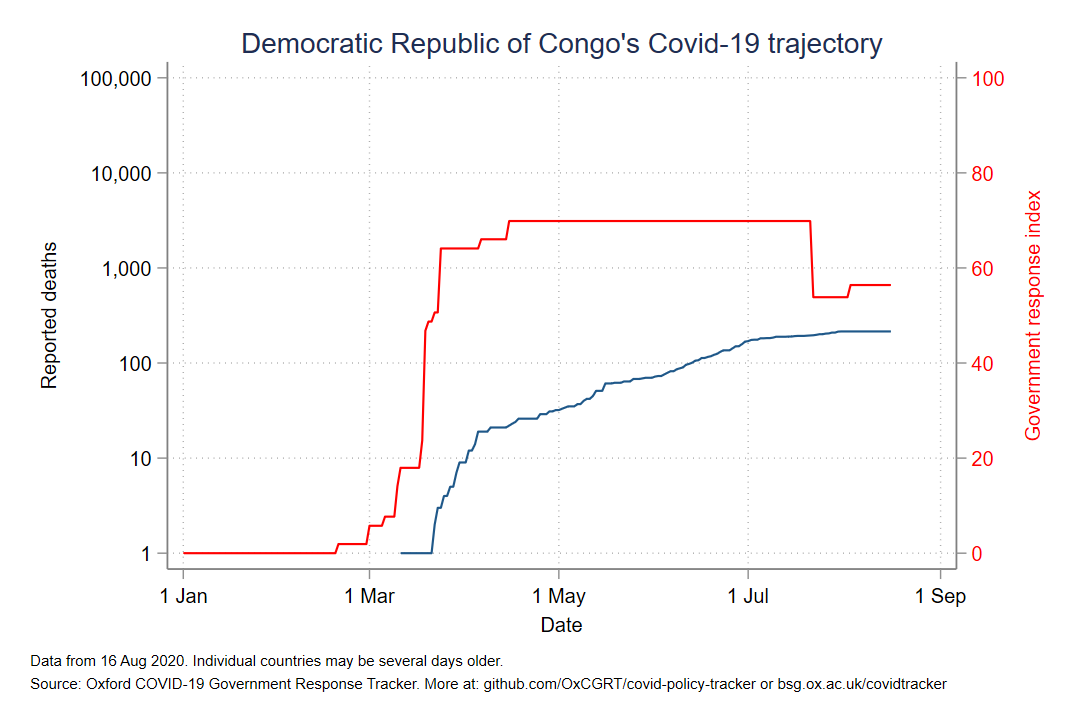 Democratic Republic of Congo's Covid-19 trajectory
100,000
10,000
1,000
100
10
1
Reported deaths
100
80
60
40
20
0
Government response index
1 Jan
1 Mar
1 May
1 Jul
1 Sep
Date
Data from 16 Aug 2020. Individual countries may be several days older.
Source: Oxford COVID-19 Government Response Tracker. More at: github.com/OxCGRT/covid-policy-tracker or bsg.ox.ac.uk/covidtracker